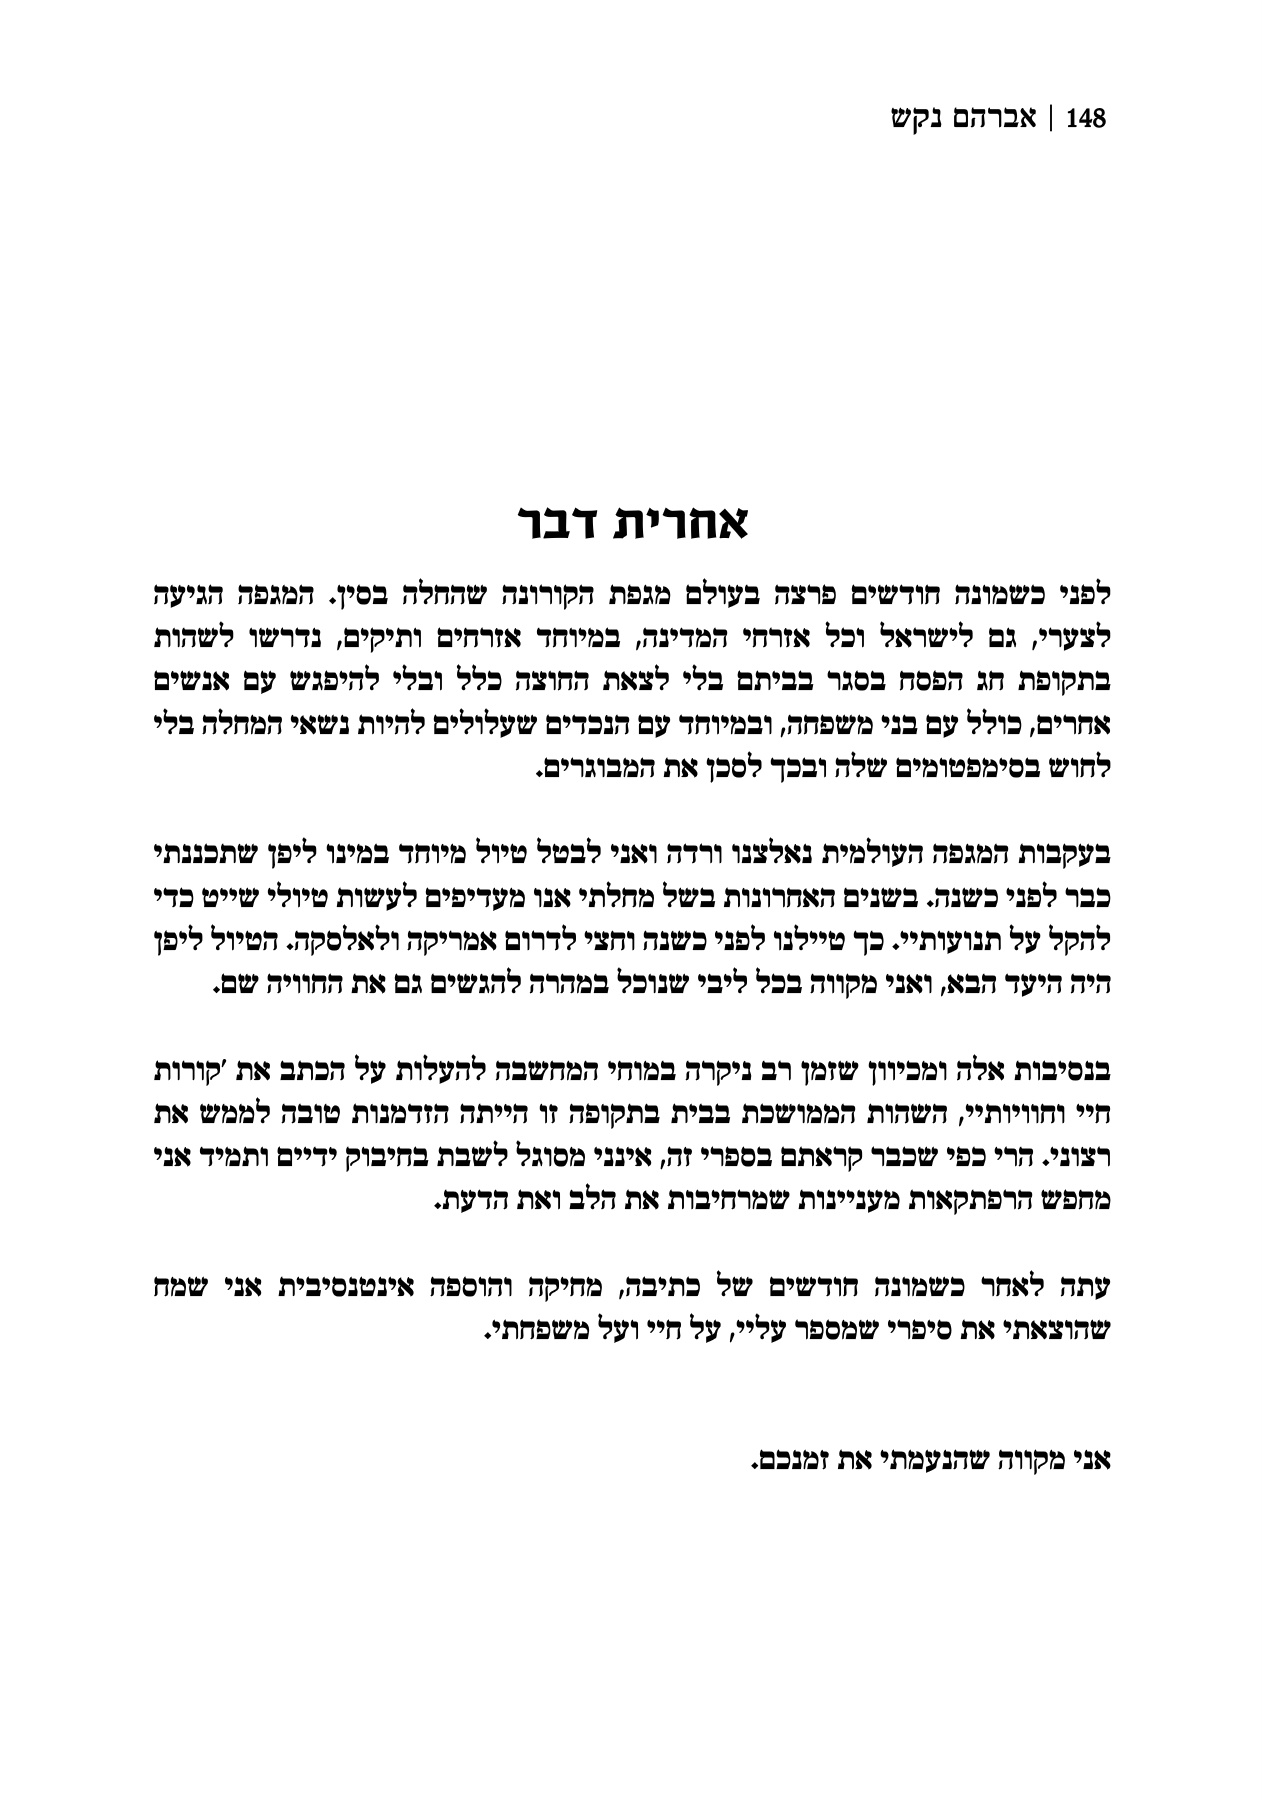 148 | אברהם נקש
אחרית דבר
לפני כשמונה חודשים פרצה בעולם מגפת הקורונה שהחלה בסין. המגפה הגיעה
לצערי, גם לישראל וכל אזרחי המדינה, במיוחד אזרחים ותיקים, נדרשו לשהות
בתקופת חג הפסח בסגר בביתם בלי לצאת החוצה כלל ובלי להיפגש עם אנשים
אחרים, כולל עם בני משפחה, ובמיוחד עם הנכדים שעלולים להיות נשאי המחלה בלי
לחוש בסימפטומים שלה ובכך לסכן את המבוגרים.
בעקבות המגפה העולמית נאלצנו ורדה ואני לבטל טיול מיוחד במינו ליפן שתכננתי
כבר לפני כשנה. בשנים האחרונות בשל מחלתי אנו מעדיפים לעשות טיולי שייט כדי
להקל על תנועותיי. כך טיילנו לפני כשנה וחצי לדרום אמריקה ולאלסקה. הטיול ליפן
היה היעד הבא, ואני מקווה בכל ליבי שנוכל במהרה להגשים גם את החוויה שם.
בנסיבות אלה ומכיוון שזמן רב ניקרה במוחי המחשבה להעלות על הכתב את 'קורות
חיי וחוויותיי, השהות הממושכת בבית בתקופה זו הייתה הזדמנות טובה לממש את
רצוני. הרי כפי שכבר קראתם בספרי זה, אינני מסוגל לשבת בחיבוק ידיים ותמיד אני
מחפש הרפתקאות מעניינות שמרחיבות את הלב ואת הדעת.
עתה לאחר כשמונה חודשים של כתיבה, מחיקה והוספה אינטנסיבית אני שמח
שהוצאתי את סיפרי שמספר עליי, על חיי ועל משפחתי.
אני מקווה שהנעמתי את זמנכם.